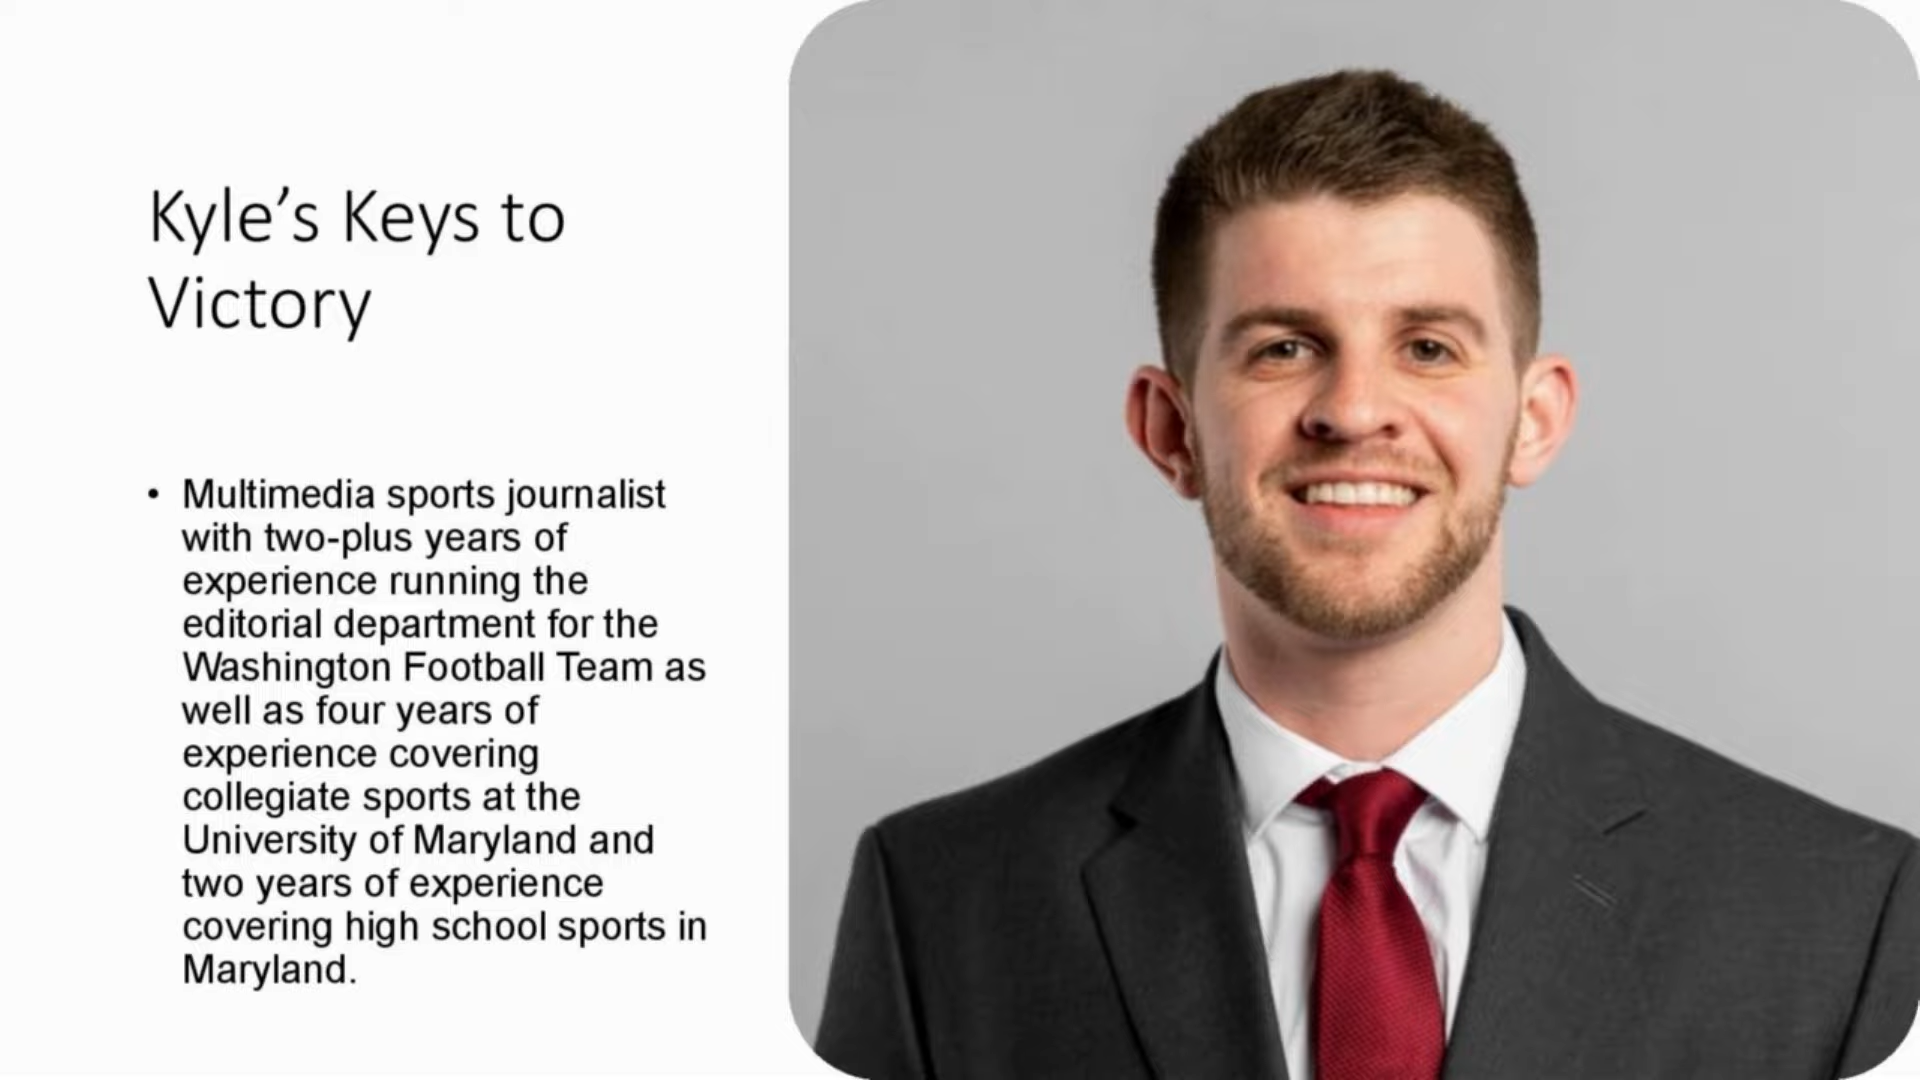 Kyle’s Keys to
Victory
• Multimedia sports journalist
with two-plus years of
experience running the
editorial department for the
Washington Football Team as
well as four years of
experience covering
collegiate sports at the
University of Maryland and
two years of experience
covering high school sports in
Maryland.